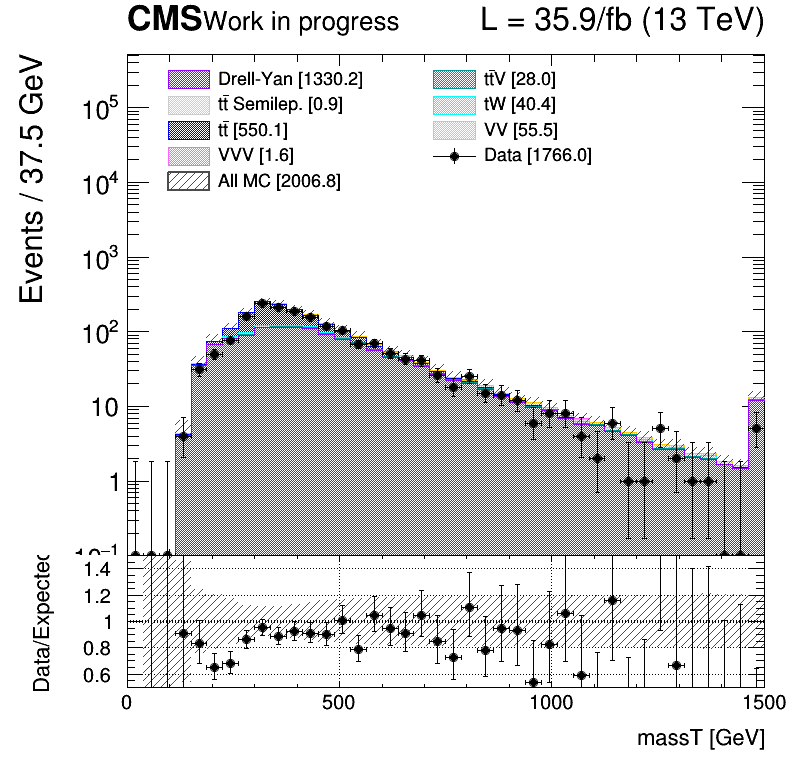 CMS Work in progress L = 35.9/fb (13 TeV)
Events / 37.5 GeV
Drell-Yan [1330.2] tt̄V [28.0]
tt̄ Semilep. [0.9] tW [40.4]
tt̄ [550.1] VV [55.5]
VVV [1.6] Data [1766.0]
All MC [2006.8]
10⁵
10⁴
10³
10²
10
1
10⁻¹
Data/Expected
1.4
1.2
1
0.8
0.6
0 500 1000 1500
massT [GeV]